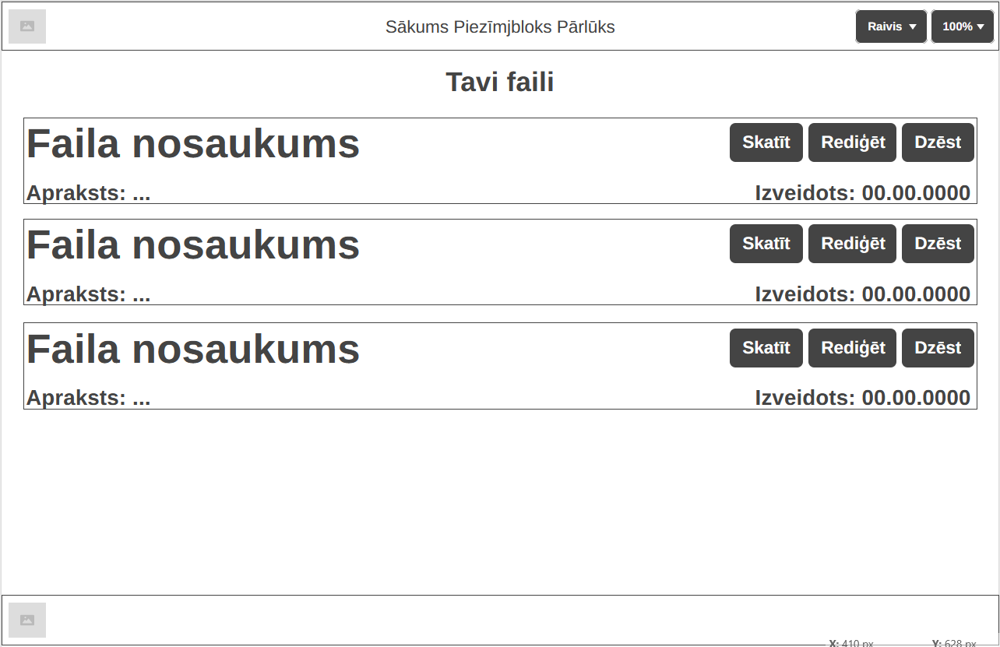 Sākums Piezīmjbloks Pārlūks
Raivis
100%
Tavi faili
Faila nosaukums
Skatīt
Rediģēt
Dzēst
Apraksts: ...
Izveidots: 00.00.0000
Faila nosaukums
Skatīt
Rediģēt
Dzēst
Apraksts: ...
Izveidots: 00.00.0000
Faila nosaukums
Skatīt
Rediģēt
Dzēst
Apraksts: ...
Izveidots: 00.00.0000
X: 410 px
Y: 628 px